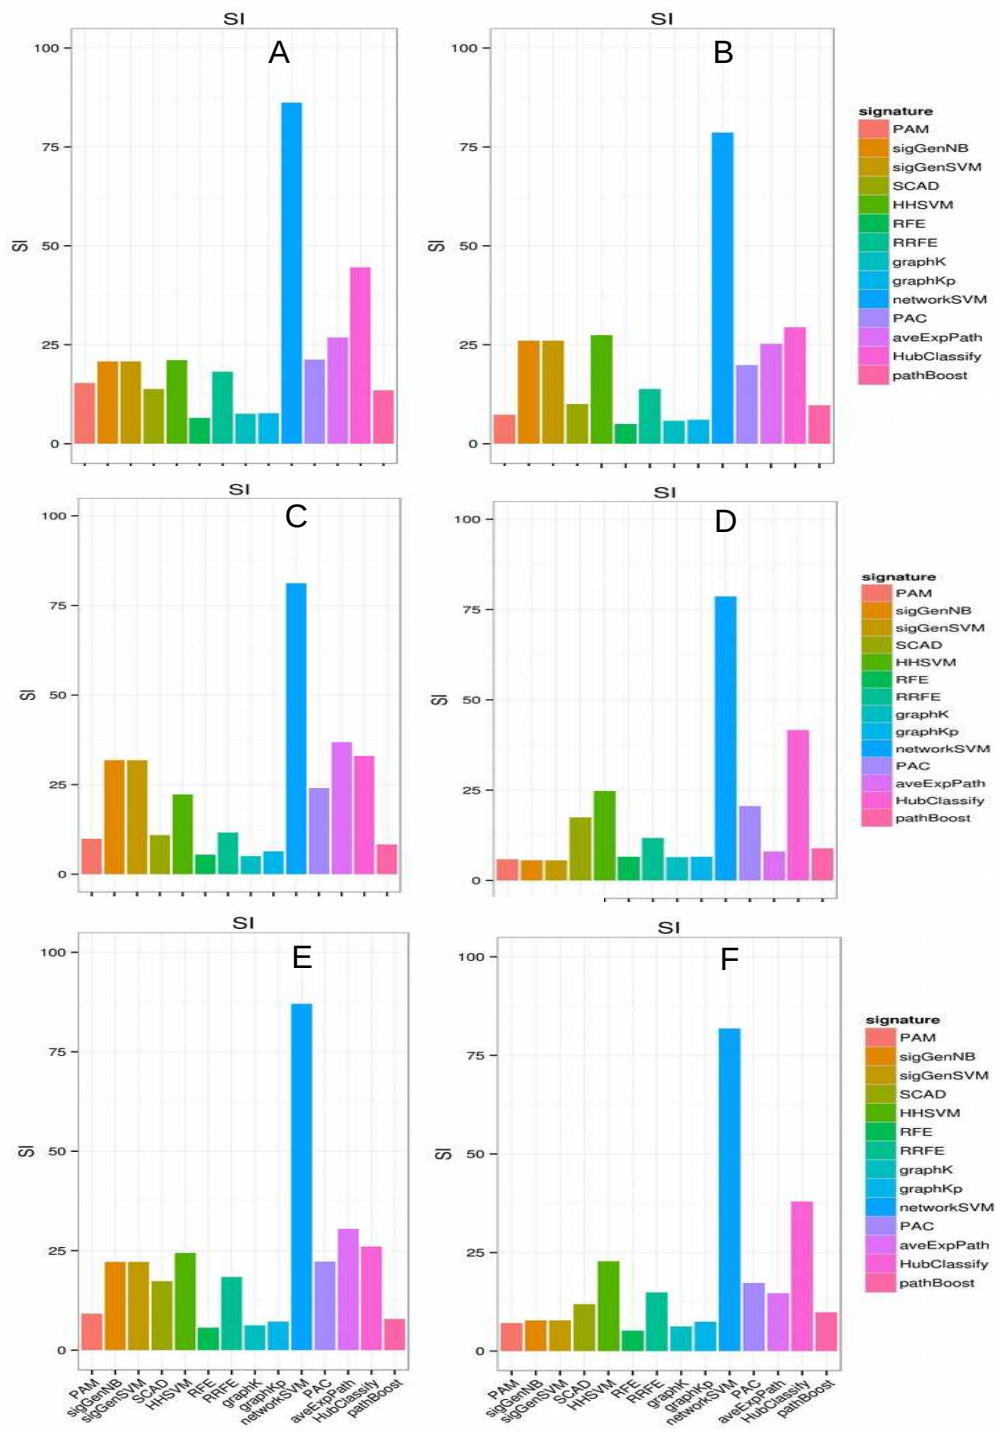 SI
A
100
75
50
25
0
SI
SI
B
100
75
50
25
0
SI
signature
PAM
sigGenNB
sigGenSVM
SCAD
HHSVM
RFE
RRFE
graphK
graphKp
networkSVM
PAC
aveExpPath
HubClassify
pathBoost
SI
C
100
75
50
25
0
SI
SI
D
100
75
50
25
0
SI
signature
PAM
sigGenNB
sigGenSVM
SCAD
HHSVM
RFE
RRFE
graphK
graphKp
networkSVM
PAC
aveExpPath
HubClassify
pathBoost
SI
E
100
75
50
25
0
SI
PAM
sigGenNB
sigGenSVM
SCAD
HHSVM
RFE
RRFE
graphK
graphKp
networkSVM
PAC
aveExpPath
HubClassify
pathBoost
SI
F
100
75
50
25
0
SI
PAM
sigGenNB
sigGenSVM
SCAD
HHSVM
RFE
RRFE
graphK
graphKp
networkSVM
PAC
aveExpPath
HubClassify
pathBoost
signature
PAM
sigGenNB
sigGenSVM
SCAD
HHSVM
RFE
RRFE
graphK
graphKp
networkSVM
PAC
aveExpPath
HubClassify
pathBoost